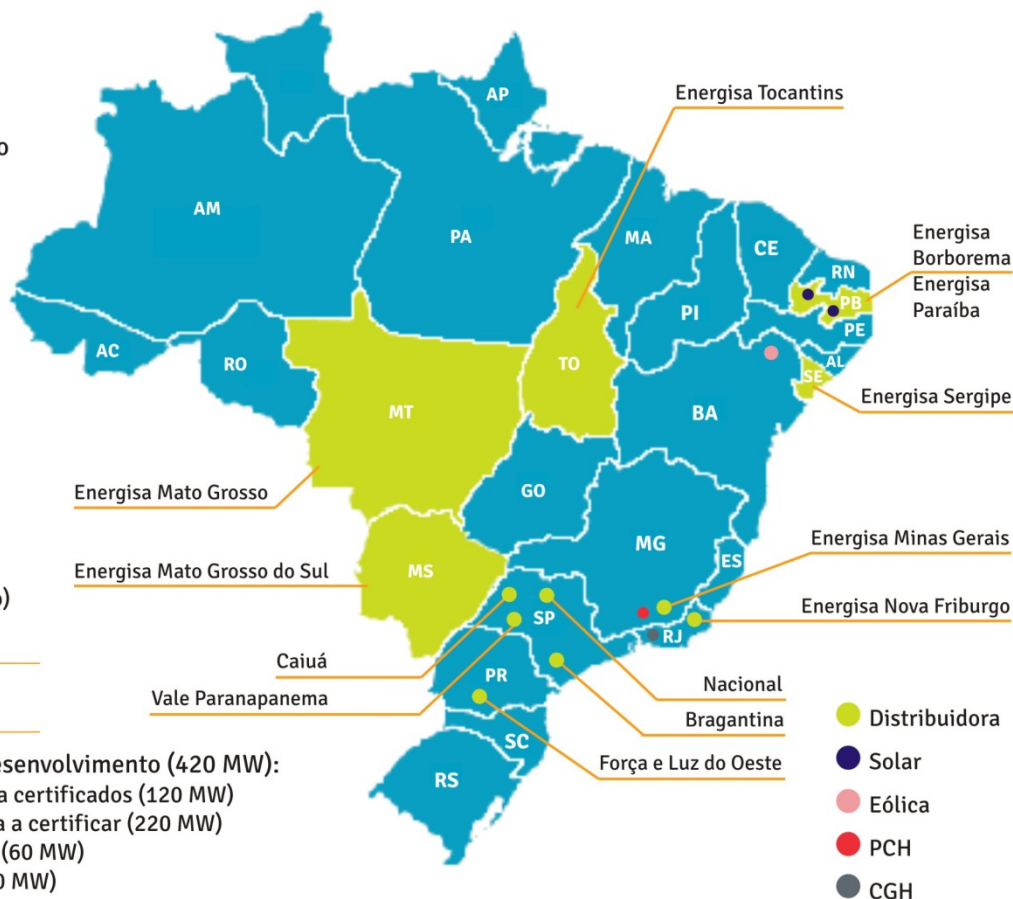 o
AP
Energisa Tocantins
AM
PA
MA
CE
RN
Energisa
Borborema
Energisa
Paraíba
PB
PI
PE
AC
RO
TO
AL
SE
Energisa Sergipe
MT
BA
Energisa Mato Grosso
GO
MG
Energisa Minas Gerais
ES
Energisa Mato Grosso do Sul
MS
)
SP
RJ
Energisa Nova Friburgo
Caiuá
PR
Nacional
Vale Paranapanema
Bragantina
Distribuidora
SC
Força e Luz do Oeste
Solar
RS
esenvolvimento (420 MW):
a certificados (120 MW)
a a certificar (220 MW)
(60 MW)
0 MW)
Eólica
PCH
CGH